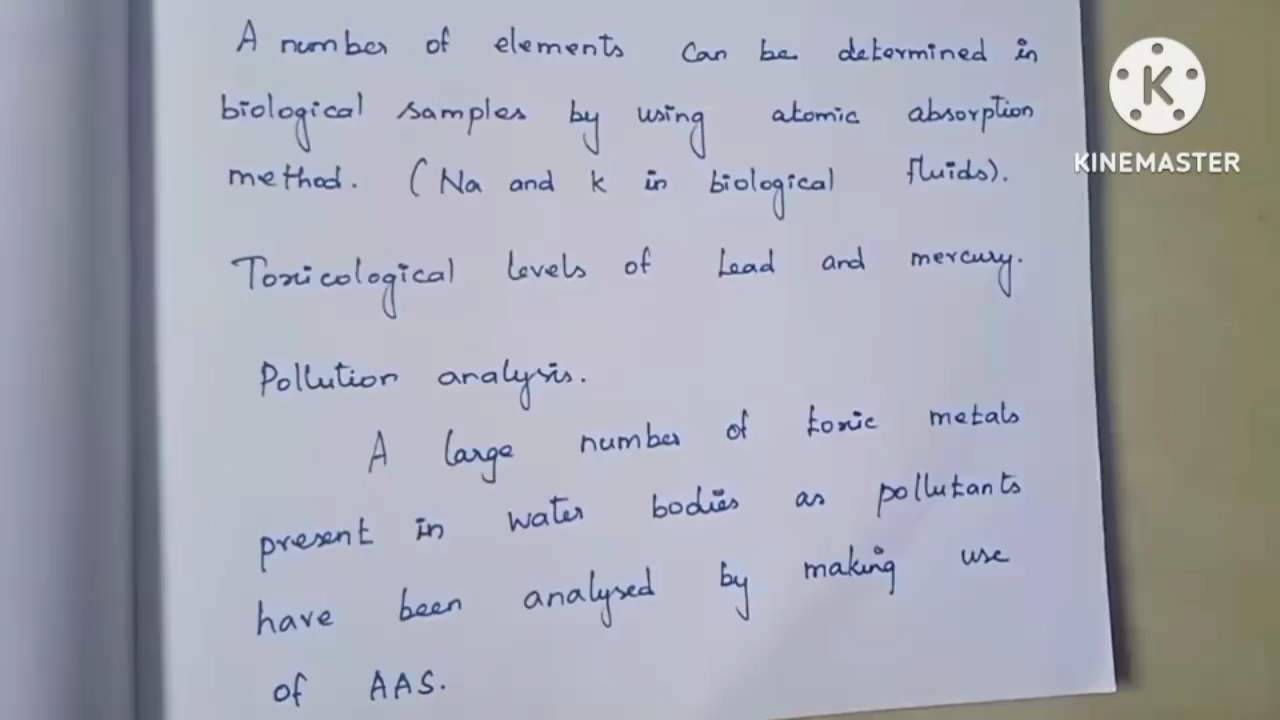 A number of elements can be determined in
biological samples by using atomic absorption
method. (Na and k in biological fluids).
Toxicological levels of lead and mercury.
Pollution analysis.
A large number of toxic metals
present in water bodies as pollutants
have been analysed by making use
of AAS.
K
KINEMASTER